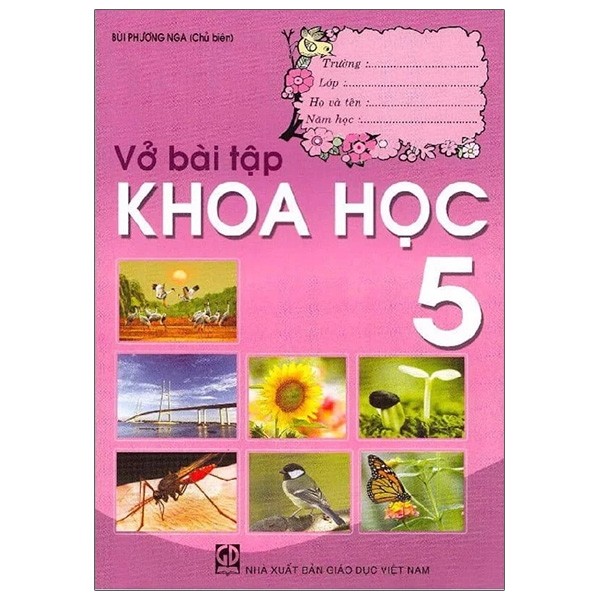 BÙI PHƯƠNG NGA (Chủ biên)
Trường :
Lớp :
Họ và tên :
Năm học :
Vở bài tập
KHOA HỌC
5
GD
NHÀ XUẤT BẢN GIÁO DỤC VIỆT NAM